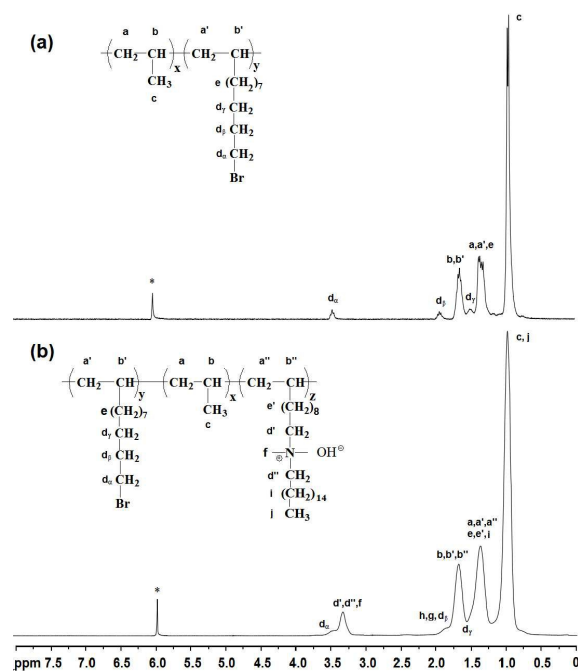 (a)
a b a' b'
( CH₂ – CH )x ( CH₂ – CH )y
CH₃
c
e (CH₂)₇
dγ CH₂
dβ CH₂
dα CH₂
Br
c
a,a',e
b,b'
dγ
dβ
dα
*
(b)
a' b' a b a'' b''
( CH₂ – CH )y ( CH₂ – CH )x ( CH₂ – CH )z
e (CH₂)₇
CH₃
c
e' (CH₂)₈
dγ CH₂
d' CH₂
dβ CH₂
f N OH⊖
⊕
dα CH₂
d'' CH₂
Br
i (CH₂)14
j CH₃
c, j
a,a',a''
e,e',i
b,b',b''
d',d'',f
h,g,dβ
dγ
dα
*
ppm 7.0 6.5 6.0 5.5 5.0 4.5 4.0 3.5 3.0 2.5 2.0 1.5 1.0 0.5 0